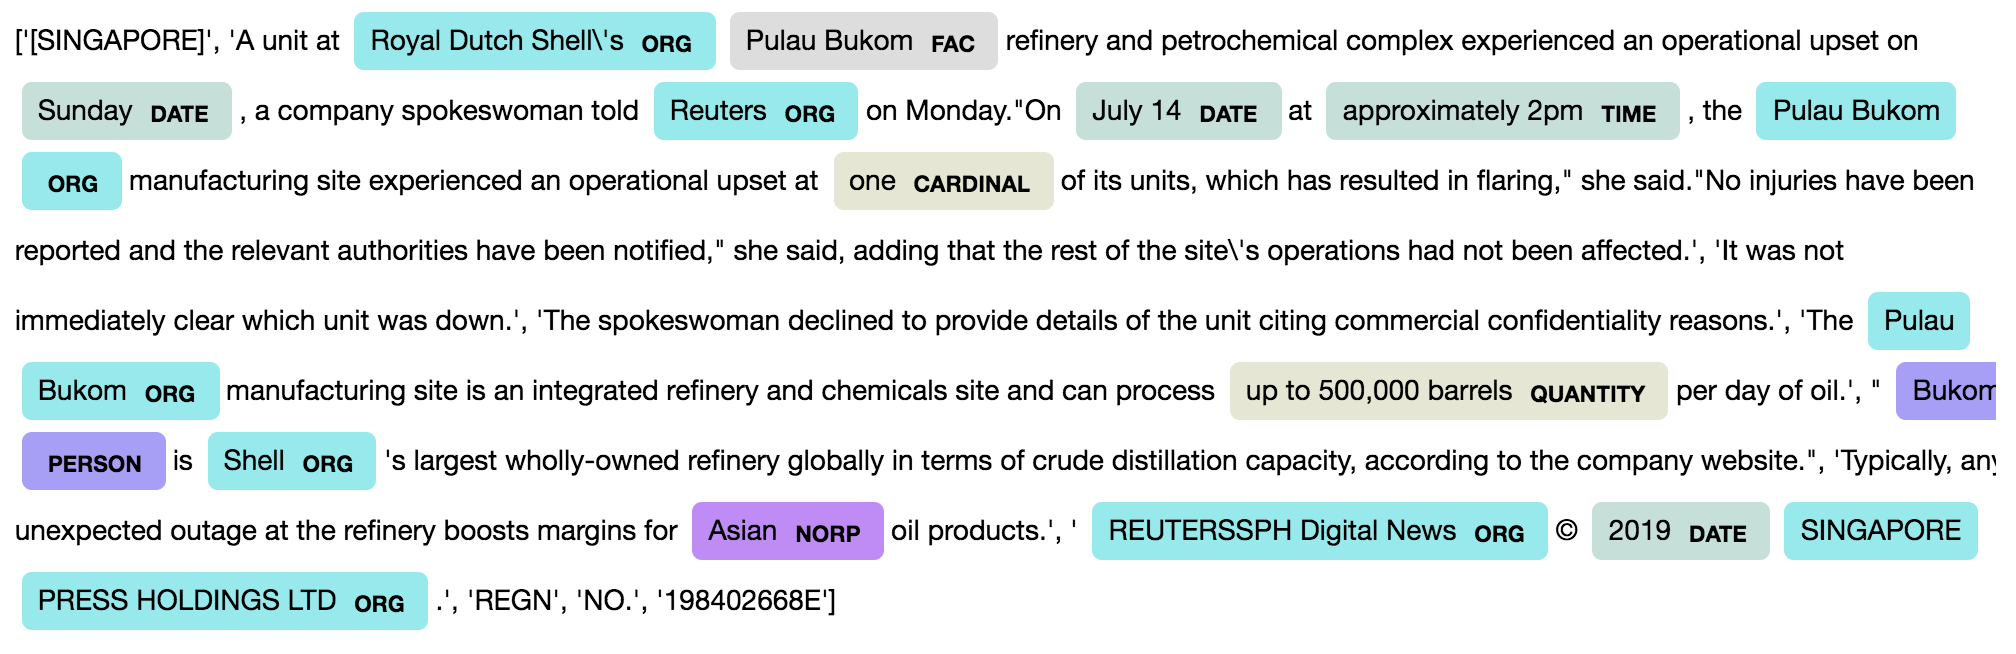 ['[SINGAPORE]', 'A unit at Royal Dutch Shell\'s ORG Pulau Bukom FAC refinery and petrochemical complex experienced an operational upset on
Sunday DATE , a company spokeswoman told Reuters ORG on Monday."On July 14 DATE at approximately 2pm TIME , the Pulau Bukom
ORG manufacturing site experienced an operational upset at one CARDINAL of its units, which has resulted in flaring," she said."No injuries have been
reported and the relevant authorities have been notified," she said, adding that the rest of the site\'s operations had not been affected.', 'It was not
immediately clear which unit was down.', 'The spokeswoman declined to provide details of the unit citing commercial confidentiality reasons.', 'The Pulau
Bukom ORG manufacturing site is an integrated refinery and chemicals site and can process up to 500,000 barrels QUANTITY per day of oil.', " Bukom
PERSON is Shell ORG 's largest wholly-owned refinery globally in terms of crude distillation capacity, according to the company website.", 'Typically, any
unexpected outage at the refinery boosts margins for Asian NORP oil products.', ' REUTERSSPH Digital News ORG © 2019 DATE SINGAPORE
PRESS HOLDINGS LTD ORG .', 'REGN', 'NO.', '198402668E']